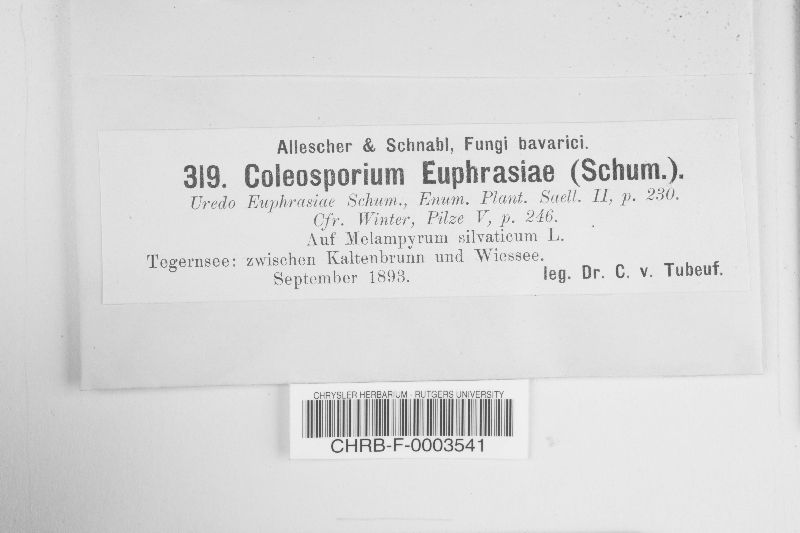 Allescher & Schnabl, Fungi bavarici.
319. Coleosporium Euphrasiae (Schum.).
Uredo Euphrasiae Schum., Enum. Plant. Saell. II, p. 230.
Cfr. Winter, Pilze V, p. 246.
Auf Melampyrum silvaticum L.
Tegernsee: zwischen Kaltenbrunn und Wiessee.
September 1893.
leg. Dr. C. v. Tubeuf.
CHRYSLER HERBARIUM - RUTGERS UNIVERSITY
CHRB-F-0003541